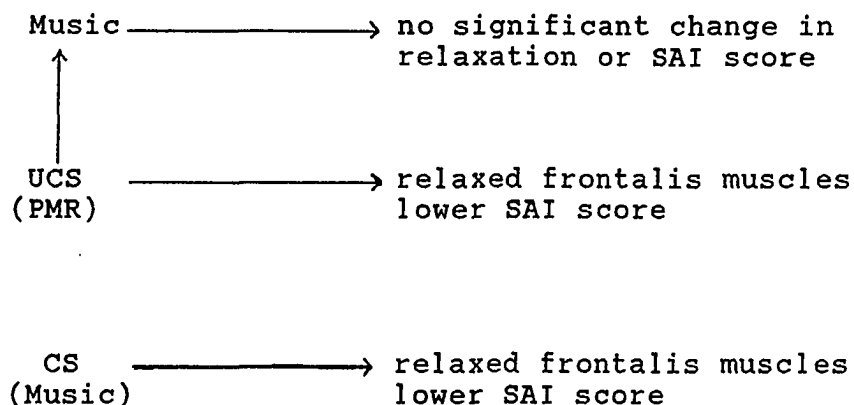 Music no significant change in
relaxation or SAI score
UCS relaxed frontalis muscles
(PMR) lower SAI score
CS relaxed frontalis muscles
(Music) lower SAI score